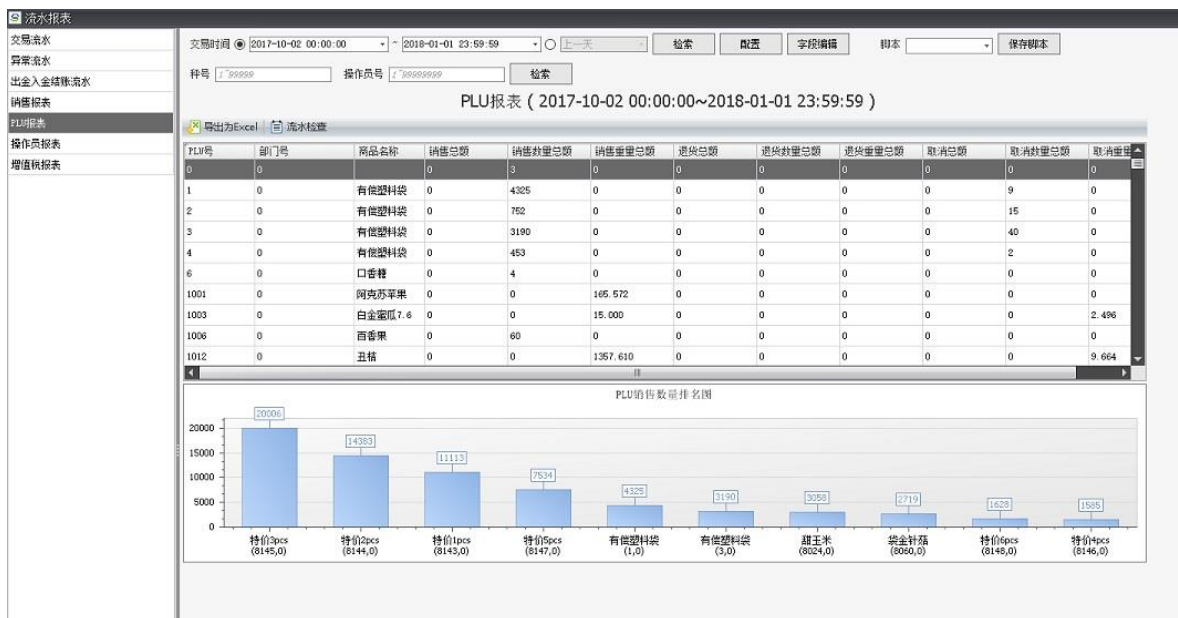 流水报表
交易流水
异常流水
出金入金结账流水
销售报表
PLU报表
操作员报表
增值税报表
交易时间 2017-10-02 00:00:00 ~ 2018-01-01 23:59:59 上一天 检索 配置 字段编辑 脚本 保存脚本
种号 1~99999 操作员号 1~99999999 检索
PLU报表 ( 2017-10-02 00:00:00~2018-01-01 23:59:59 )
导出为Excel 流水检查
PLU号 部门号 商品名称 销售总额 销售数量总额 销售重量总额 退货总额 退货数量总额 退货重量总额 取消总额 取消数量总额 取消重量
0 0 0 3 0 0 0 0 0 0 0
1 0 有偿塑料袋 0 4325 0 0 0 0 0 9 0
2 0 有偿塑料袋 0 752 0 0 0 0 0 15 0
3 0 有偿塑料袋 0 3190 0 0 0 0 0 40 0
4 0 有偿塑料袋 0 453 0 0 0 0 0 2 0
6 0 口香糖 0 4 0 0 0 0 0 0 0
1001 0 阿克苏苹果 0 0 165.572 0 0 0 0 0 0
1003 0 白金蜜瓜7.6 0 0 15.000 0 0 0 0 0 2.496
1006 0 百香果 0 60 0 0 0 0 0 0 0
1012 0 丑桔 0 0 1357.610 0 0 0 0 0 9.664
PLU销售数量排名图
20000
15000
10000
5000
0
20006 14383 11113 7534 4325 3190 3058 2719 1628 1585
特价3pcs 特价2pcs 特价1pcs 特价5pcs 有偿塑料袋 有偿塑料袋 甜玉米 袋金针菇 特价6pcs 特价4pcs
(8145,0) (8144,0) (8143,0) (8147,0) (1,0) (3,0) (8024,0) (8060,0) (8148,0) (8146,0)